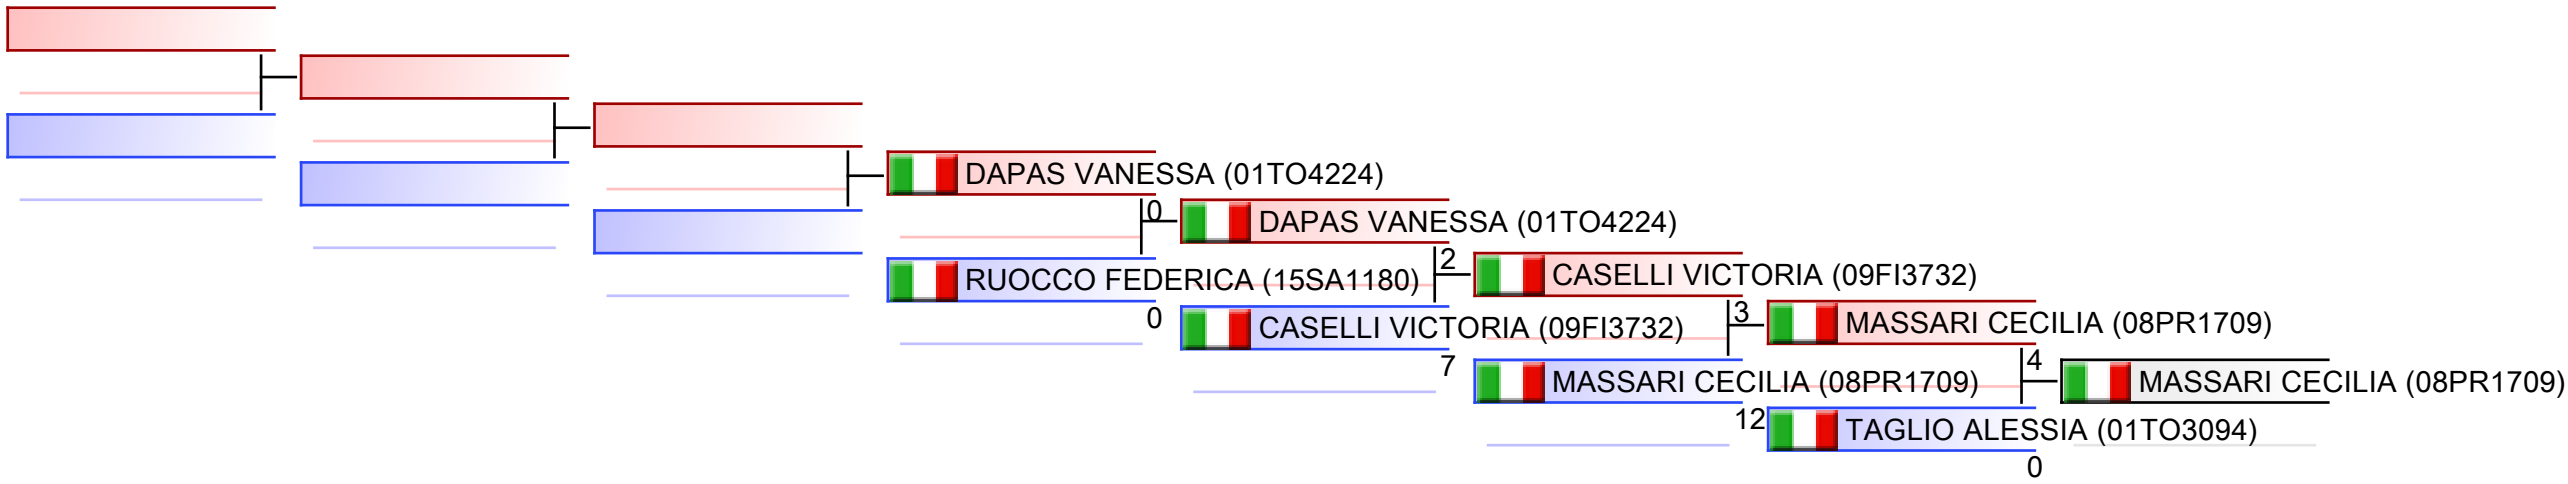 DAPAS VANESSA (01TO4224)
0
DAPAS VANESSA (01TO4224)
RUOCCO FEDERICA (15SA1180)
0
2
CASELLI VICTORIA (09FI3732)
CASELLI VICTORIA (09FI3732)
7
3
MASSARI CECILIA (08PR1709)
MASSARI CECILIA (08PR1709)
12
4
MASSARI CECILIA (08PR1709)
TAGLIO ALESSIA (01TO3094)
0